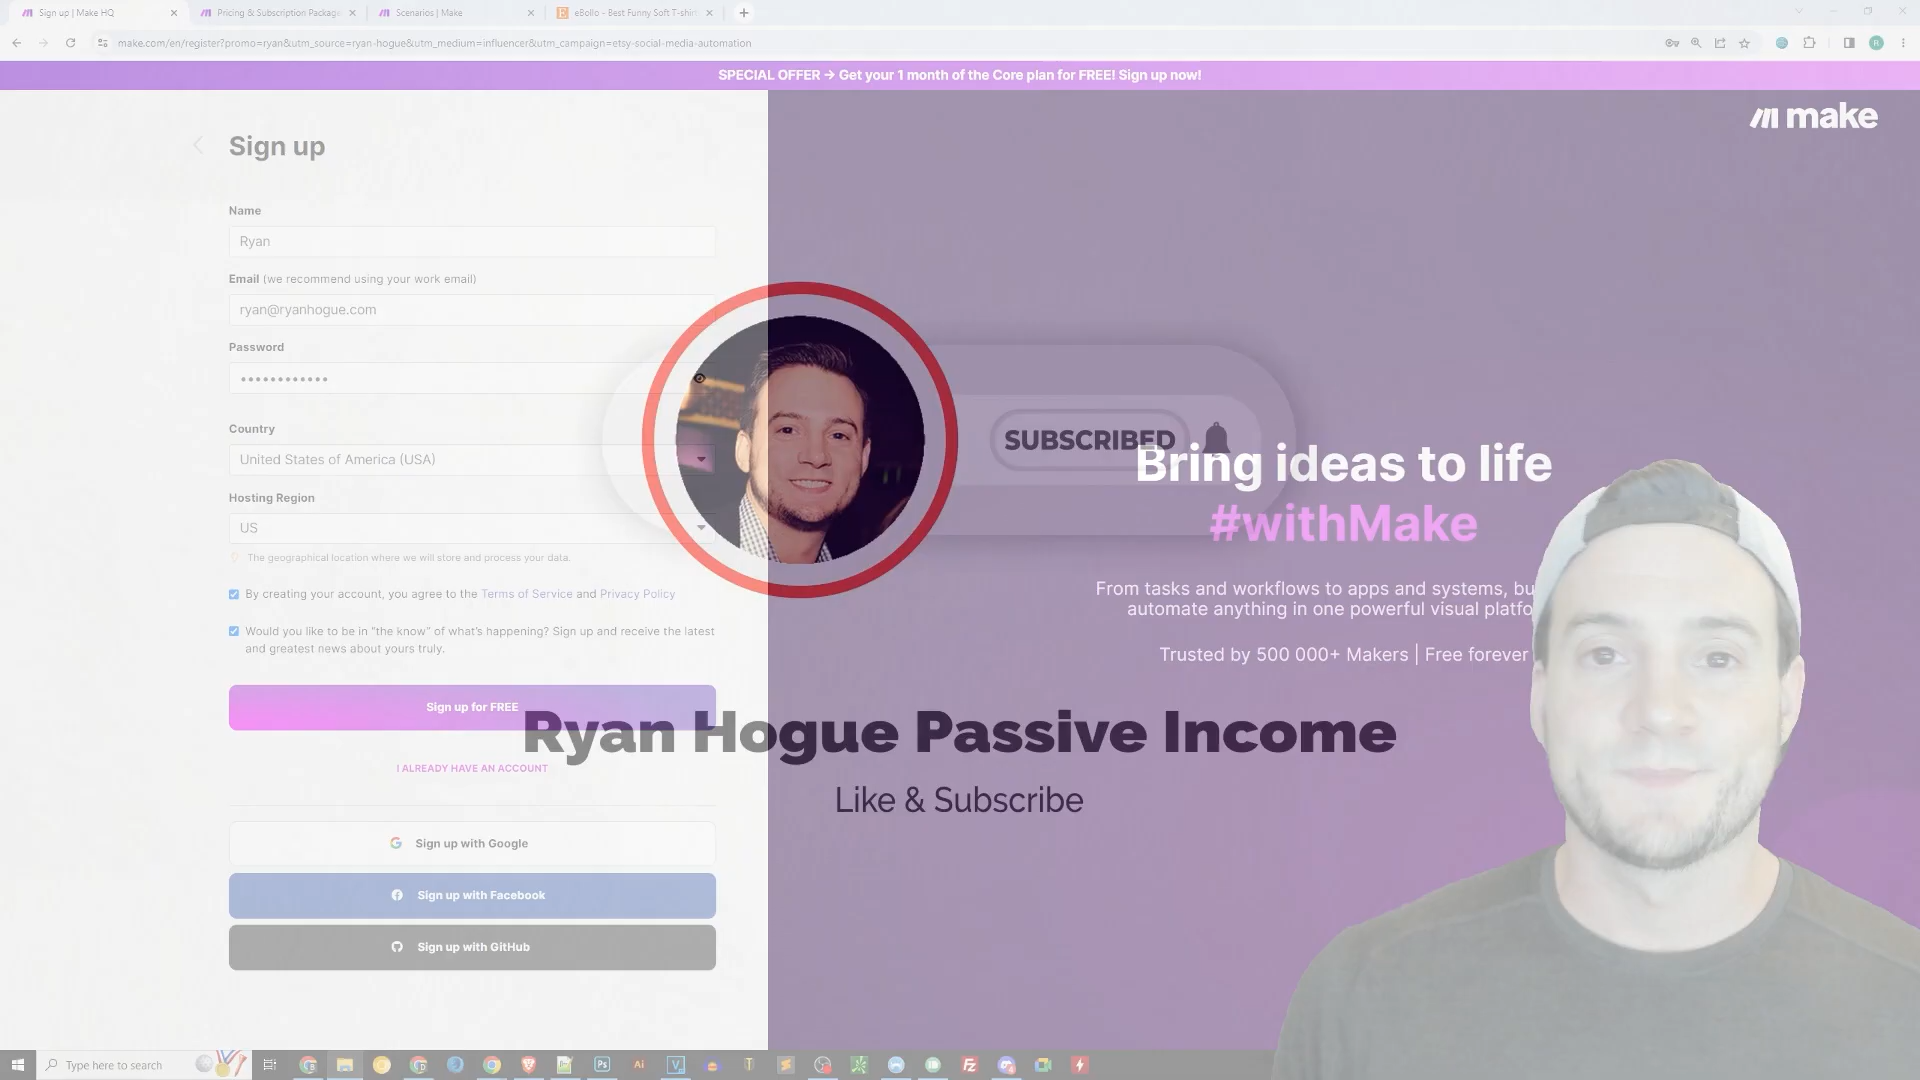 Sign up | Make HQ
Pricing & Subscription Package
Scenarios | Make
eBollo - Best Funny Soft T-shirt
make.com/en/register?promo=ryan&utm_source=ryan-hogue&utm_medium=influencer&utm_campaign=etsy-social-media-automation
SPECIAL OFFER → Get your 1 month of the Core plan for FREE! Sign up now!
make
Sign up
Name
Ryan
Email (we recommend using your work email)
ryan@ryanhogue.com
Password
••••••••••••
Country
United States of America (USA)
Hosting Region
US
The geographical location where we will store and process your data.
By creating your account, you agree to the Terms of Service and Privacy Policy
Would you like to be in "the know" of what's happening? Sign up and receive the latest
and greatest news about yours truly.
Sign up for FREE
I ALREADY HAVE AN ACCOUNT
Sign up with Google
Sign up with Facebook
Sign up with GitHub
SUBSCRIBED
Bring ideas to life
#withMake
From tasks and workflows to apps and systems, bu
automate anything in one powerful visual platfo
Trusted by 500 000+ Makers | Free forever
Ryan Hogue Passive Income
Like & Subscribe
Type here to search